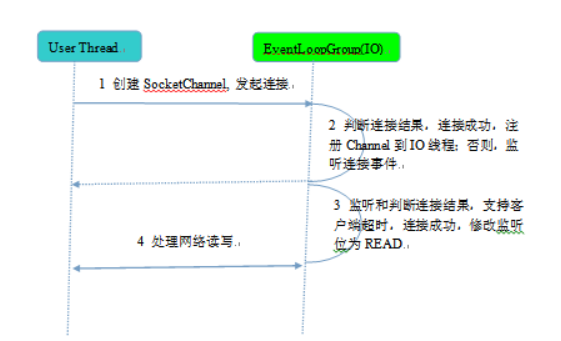 User Thread
EventLoopGroup(IO)
1 创建 SocketChannel, 发起连接
2 判断连接结果，连接成功，注
册 Channel 到 IO 线程；否则，监
听连接事件
3 监听和判断连接结果，支持客
户端超时，连接成功，修改监听
位为 READ.
4 处理网络读写